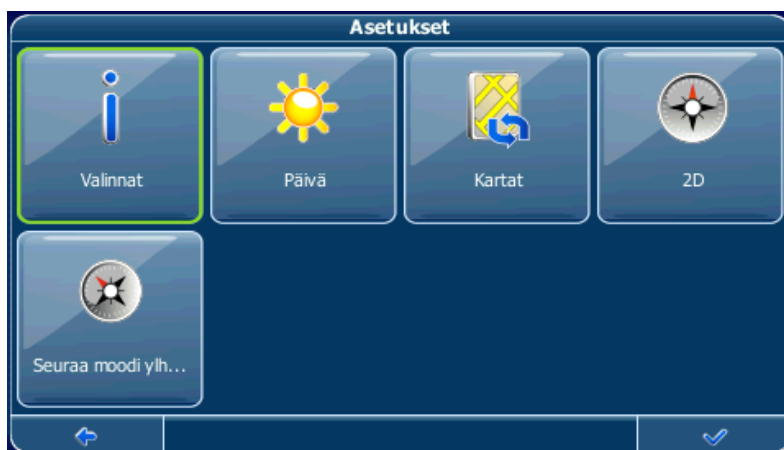 Asetukset
Valinnat
Päivä
Kartat
2D
Seuraa moodi ylh...